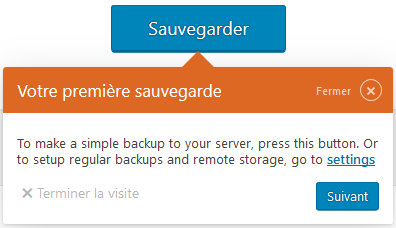 Sauvegarder
Votre première sauvegarde
Fermer
To make a simple backup to your server, press this button. Or
to setup regular backups and remote storage, go to settings
Terminer la visite
Suivant